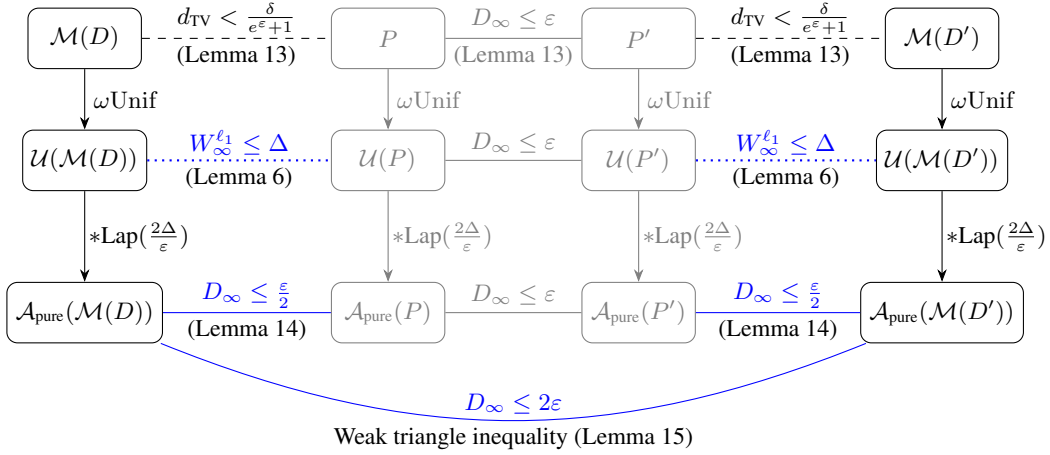 d_TV < δ/(e^ε+1) D_∞ ≤ ε d_TV < δ/(e^ε+1)
M(D) P P′ M(D′)
(Lemma 13) (Lemma 13) (Lemma 13)
ωUnif ωUnif ωUnif ωUnif
W_∞^{ℓ₁} ≤ Δ D_∞ ≤ ε W_∞^{ℓ₁} ≤ Δ
U(M(D)) U(P) U(P′) U(M(D′))
(Lemma 6) (Lemma 6)
*Lap(2Δ/ε) *Lap(2Δ/ε) *Lap(2Δ/ε) *Lap(2Δ/ε)
D_∞ ≤ ε/2 D_∞ ≤ ε D_∞ ≤ ε/2
A_pure(M(D)) A_pure(P) A_pure(P′) A_pure(M(D′))
(Lemma 14) (Lemma 14)
D_∞ ≤ 2ε
Weak triangle inequality (Lemma 15)